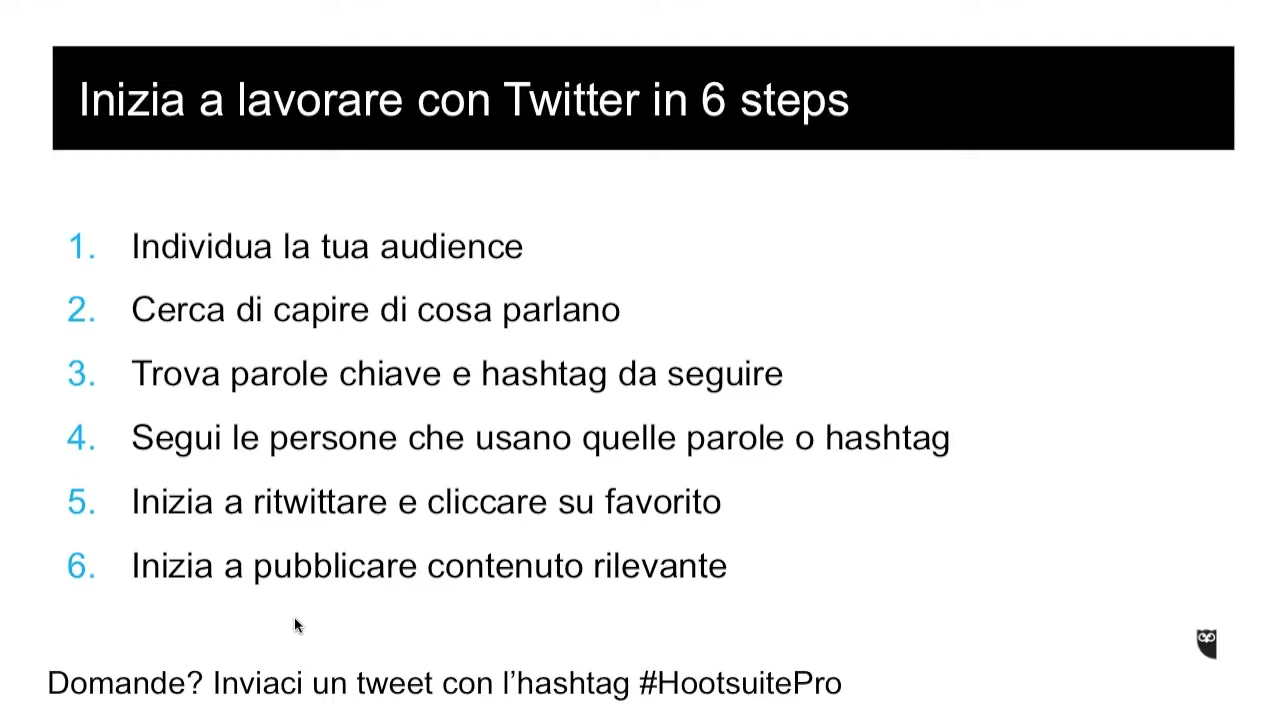 Inizia a lavorare con Twitter in 6 steps
1. Individua la tua audience
2. Cerca di capire di cosa parlano
3. Trova parole chiave e hashtag da seguire
4. Segui le persone che usano quelle parole o hashtag
5. Inizia a ritwittare e cliccare su favorito
6. Inizia a pubblicare contenuto rilevante
Domande? Inviaci un tweet con l’hashtag #HootsuitePro